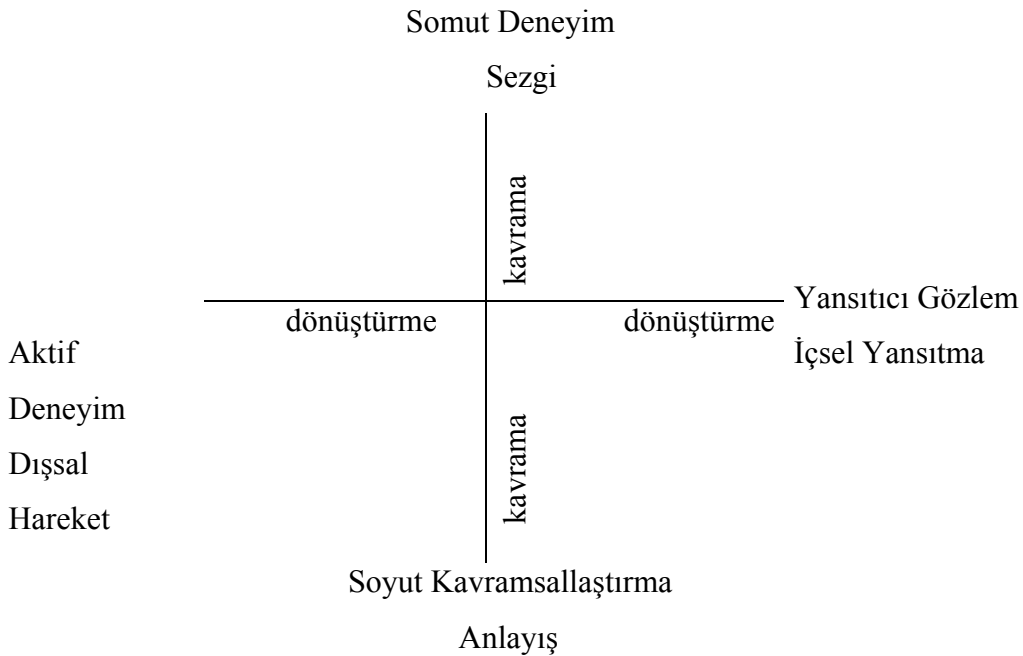 Somut Deneyim
Sezgi
kavrama
Yansıtıcı Gözlem
dönüştürme
dönüştürme
Aktif
İçsel Yansıtma
Deneyim
Dışsal
kavrama
Hareket
Soyut Kavramsallaştırma
Anlayış